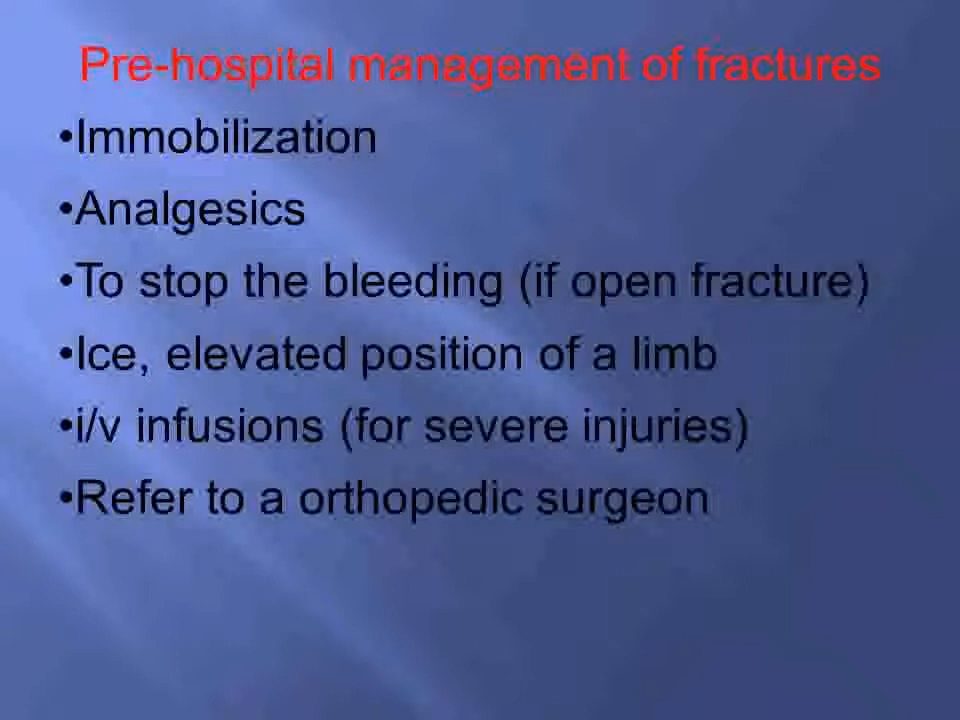 Pre-hospital management of fractures
•Immobilization
•Analgesics
•To stop the bleeding (if open fracture)
•Ice, elevated position of a limb
•i/v infusions (for severe injuries)
•Refer to a orthopedic surgeon